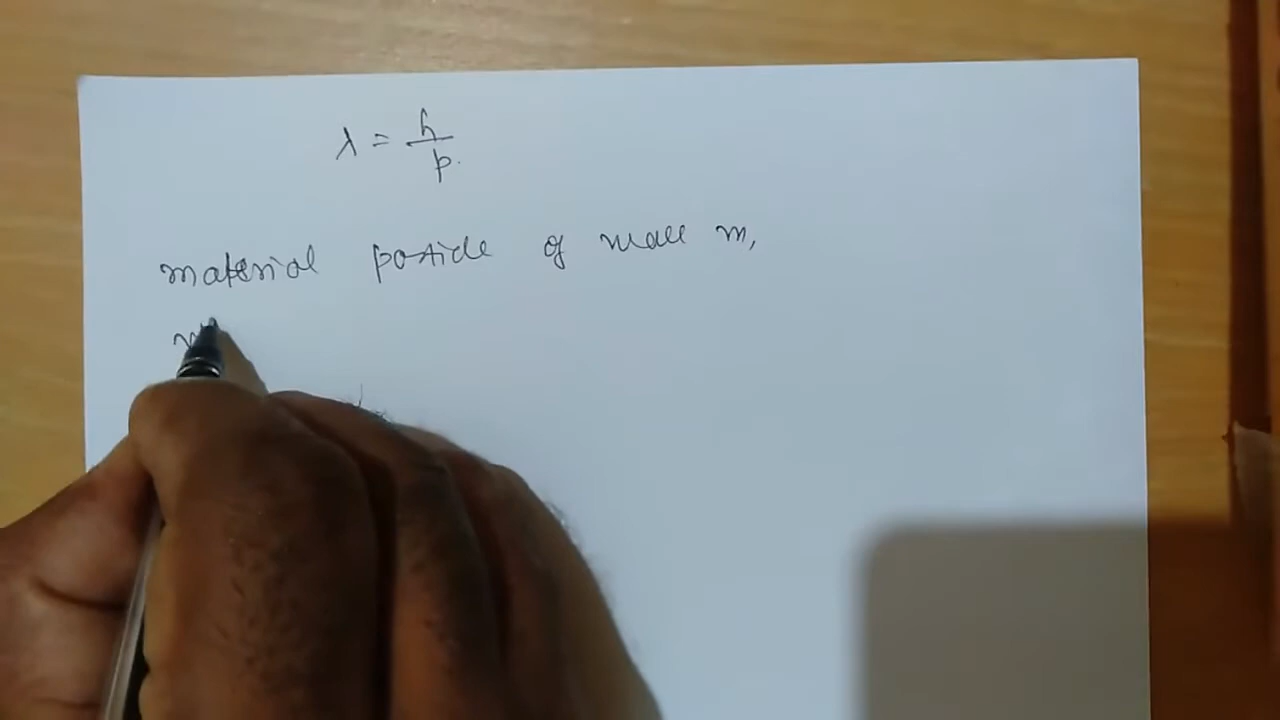 λ = h/p.
material particle of mass m,